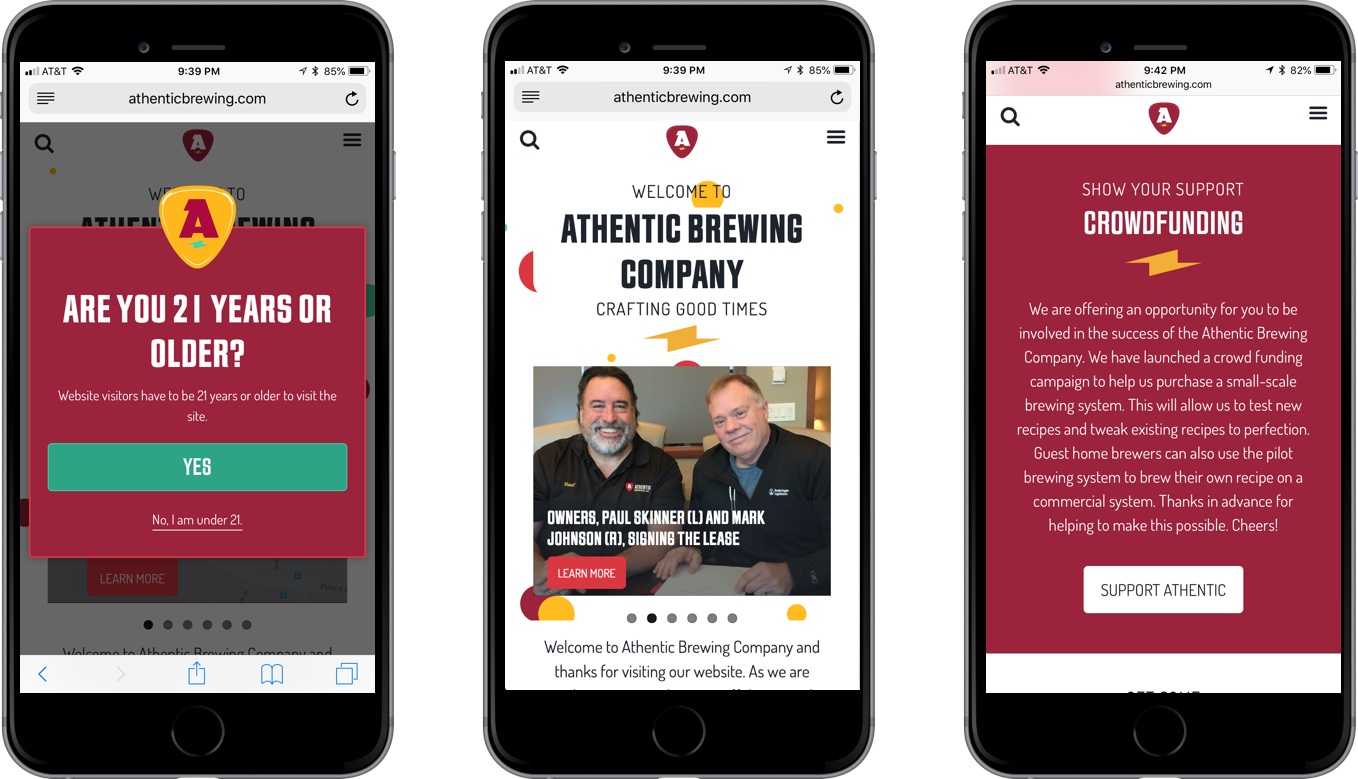 AT&T 9:39 PM 85%
athenticbrewing.com
A
WE TO
A
ARE YOU 21 YEARS OR
OLDER?
Website visitors have to be 21 years or older to visit the
site.
YES
No, I am under 21.
LEARN MORE
Prince
Welcome to Athentic Brewing Company and
AT&T 9:39 PM 85%
athenticbrewing.com
A
WELCOME TO
ATHENTIC BREWING
COMPANY
CRAFTING GOOD TIMES
Paul
ATHENTIC
OWNERS, PAUL SKINNER (L) AND MARK
JOHNSON (R), SIGNING THE LEASE
LEARN MORE
Welcome to Athentic Brewing Company and
thanks for visiting our website. As we are
AT&T 9:42 PM 82%
athenticbrewing.com
A
SHOW YOUR SUPPORT
CROWDFUNDING
We are offering an opportunity for you to be
involved in the success of the Athentic Brewing
Company. We have launched a crowd funding
campaign to help us purchase a small-scale
brewing system. This will allow us to test new
recipes and tweak existing recipes to perfection.
Guest home brewers can also use the pilot
brewing system to brew their own recipe on a
commercial system. Thanks in advance for
helping to make this possible. Cheers!
SUPPORT ATHENTIC